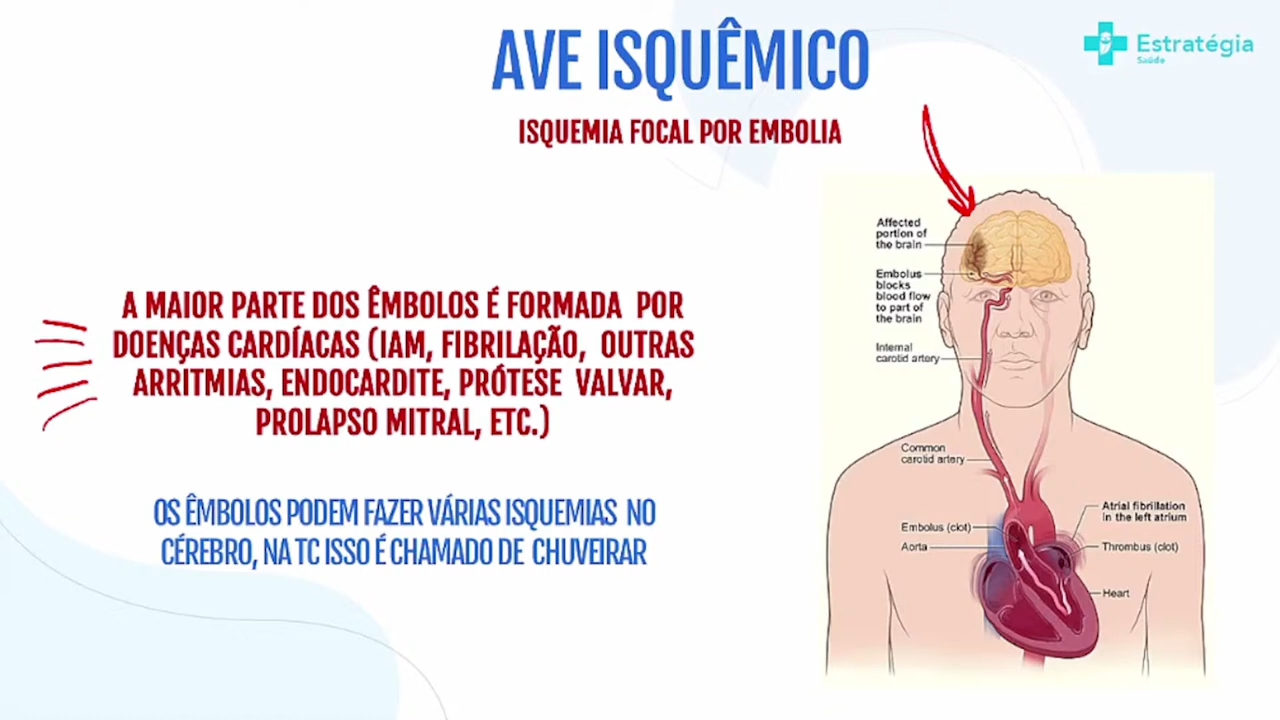 AVE ISQUÊMICO
Estratégia
Saúde
ISQUEMIA FOCAL POR EMBOLIA
A MAIOR PARTE DOS ÊMBOLOS É FORMADA POR
DOENÇAS CARDÍACAS (IAM, FIBRILAÇÃO, OUTRAS
ARRITMIAS, ENDOCARDITE, PRÓTESE VALVAR,
PROLAPSO MITRAL, ETC.)
OS ÊMBOLOS PODEM FAZER VÁRIAS ISQUEMIAS NO
CÉREBRO, NA TC ISSO É CHAMADO DE CHUVEIRAR
Affected
portion of
the brain
Embolus
blocks
blood flow
to part of
the brain
Internal
carotid artery
Common
carotid artery
Embolus (clot)
Aorta
Atrial fibrillation
in the left atrium
Thrombus (clot)
Heart